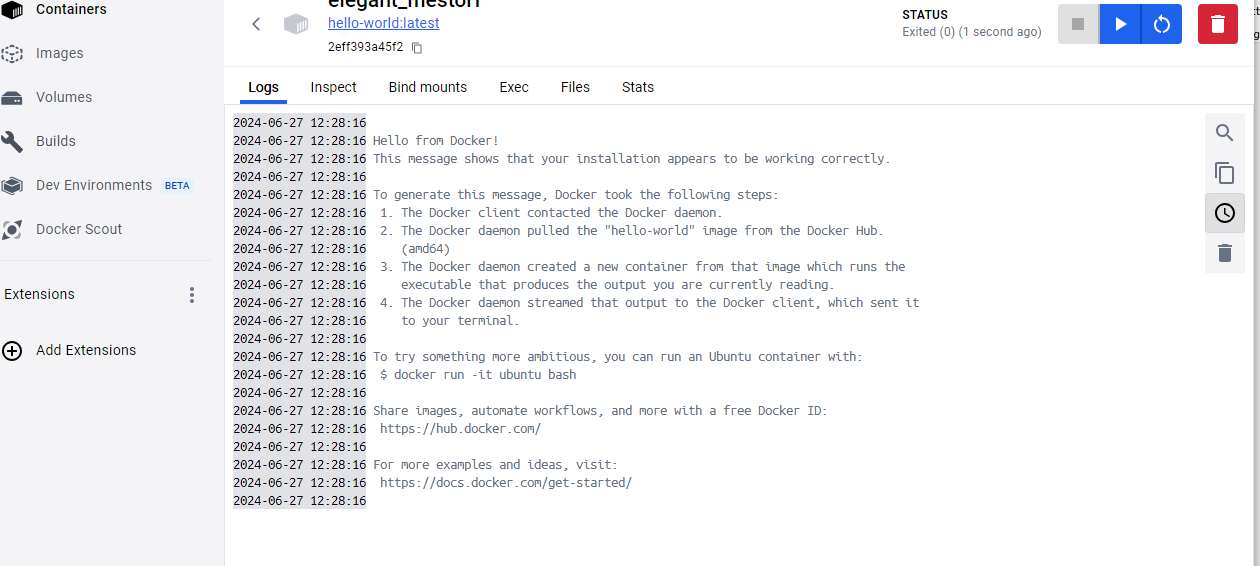 Containers
Images
Volumes
Builds
Dev Environments BETA
Docker Scout
Extensions
Add Extensions
hello-world:latest
2eff393a45f2
STATUS
Exited (0) (1 second ago)
Logs Inspect Bind mounts Exec Files Stats
2024-06-27 12:28:16
2024-06-27 12:28:16 Hello from Docker!
2024-06-27 12:28:16 This message shows that your installation appears to be working correctly.
2024-06-27 12:28:16
2024-06-27 12:28:16 To generate this message, Docker took the following steps:
2024-06-27 12:28:16  1. The Docker client contacted the Docker daemon.
2024-06-27 12:28:16  2. The Docker daemon pulled the "hello-world" image from the Docker Hub.
2024-06-27 12:28:16     (amd64)
2024-06-27 12:28:16  3. The Docker daemon created a new container from that image which runs the
2024-06-27 12:28:16     executable that produces the output you are currently reading.
2024-06-27 12:28:16  4. The Docker daemon streamed that output to the Docker client, which sent it
2024-06-27 12:28:16     to your terminal.
2024-06-27 12:28:16
2024-06-27 12:28:16 To try something more ambitious, you can run an Ubuntu container with:
2024-06-27 12:28:16  $ docker run -it ubuntu bash
2024-06-27 12:28:16
2024-06-27 12:28:16 Share images, automate workflows, and more with a free Docker ID:
2024-06-27 12:28:16  https://hub.docker.com/
2024-06-27 12:28:16
2024-06-27 12:28:16 For more examples and ideas, visit:
2024-06-27 12:28:16  https://docs.docker.com/get-started/
2024-06-27 12:28:16